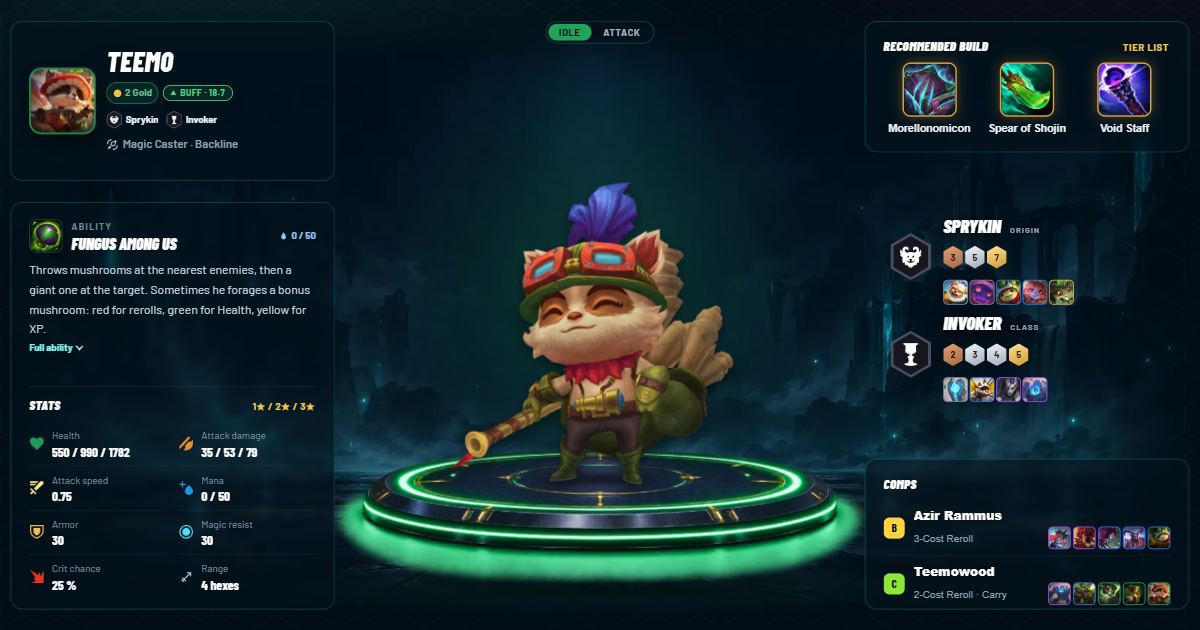 TEEMO
2 Gold
BUFF · 18.7
Sprykin
Invoker
Magic Caster · Backline
ABILITY
FUNGUS AMONG US
0 / 50
Throws mushrooms at the nearest enemies, then a
giant one at the target. Sometimes he forages a bonus
mushroom: red for rerolls, green for Health, yellow for
XP.
Full ability
STATS
1★ / 2★ / 3★
Health
550 / 990 / 1782
Attack damage
35 / 53 / 79
Attack speed
0.75
Mana
0 / 50
Armor
30
Magic resist
30
Crit chance
25 %
Range
4 hexes
IDLE
ATTACK
RECOMMENDED BUILD
TIER LIST
Morellonomicon
Spear of Shojin
Void Staff
SPRYKIN ORIGIN
3 5 7
INVOKER CLASS
2 3 4 5
COMPS
B
Azir Rammus
3-Cost Reroll
C
Teemowood
2-Cost Reroll · Carry